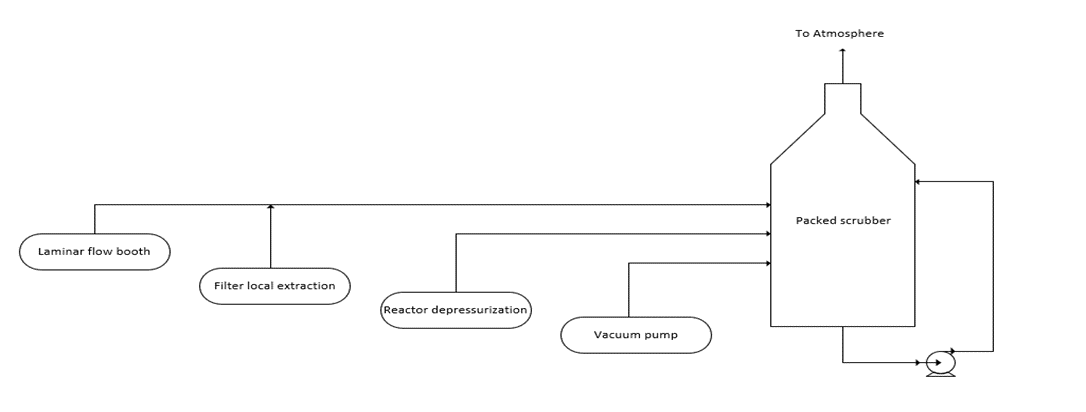 To Atmosphere
Packed scrubber
Laminar flow booth
Filter local extraction
Reactor depressurization
Vacuum pump